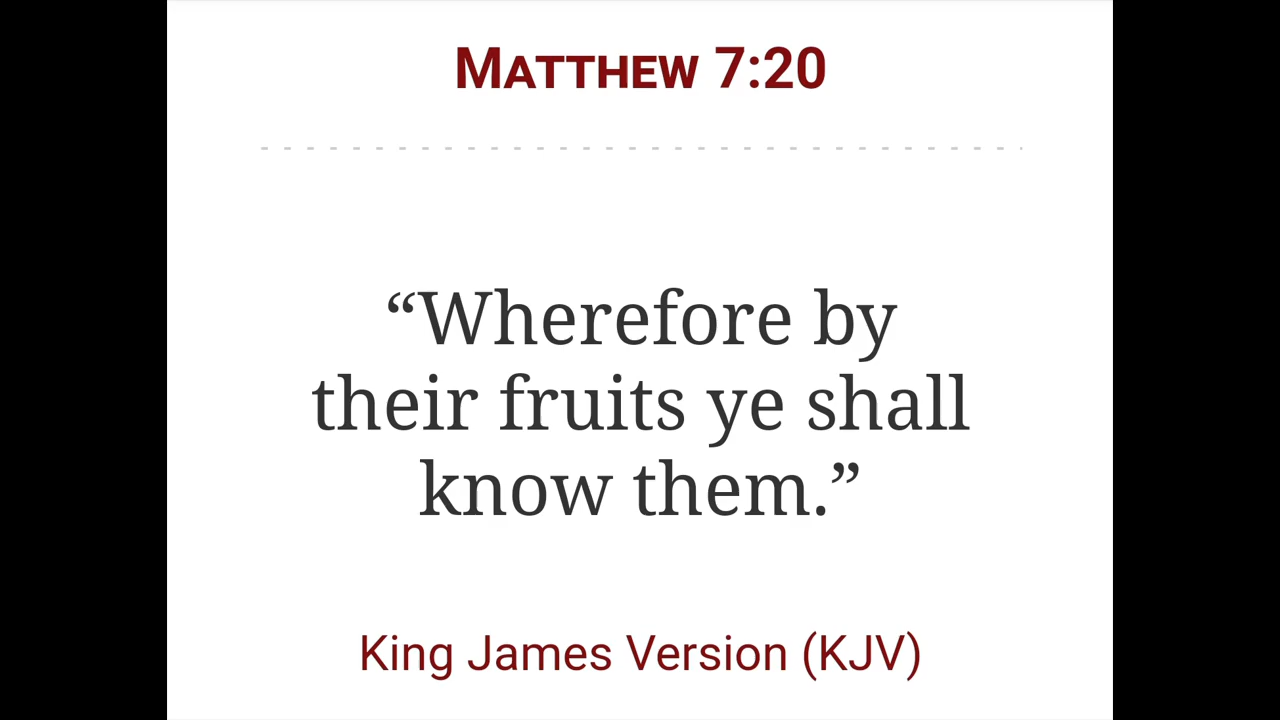 Matthew 7:20
“Wherefore by
their fruits ye shall
know them.”
King James Version (KJV)